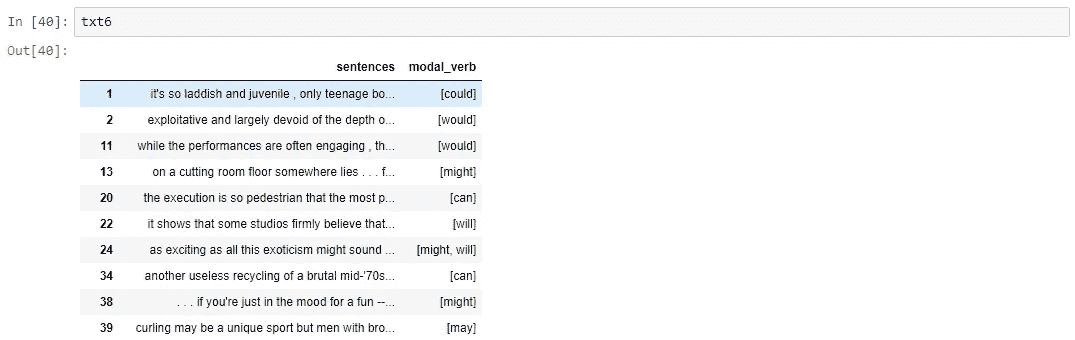 In [40]: txt6
Out[40]:
sentences modal_verb
1 it's so laddish and juvenile , only teenage bo... [could]
2 exploitative and largely devoid of the depth o... [would]
11 while the performances are often engaging , th... [would]
13 on a cutting room floor somewhere lies . . . f... [might]
20 the execution is so pedestrian that the most p... [can]
22 it shows that some studios firmly believe that... [will]
24 as exciting as all this exoticism might sound ... [might, will]
34 another useless recycling of a brutal mid-'70s... [can]
38 . . . if you're just in the mood for a fun --... [might]
39 curling may be a unique sport but men with bro... [may]